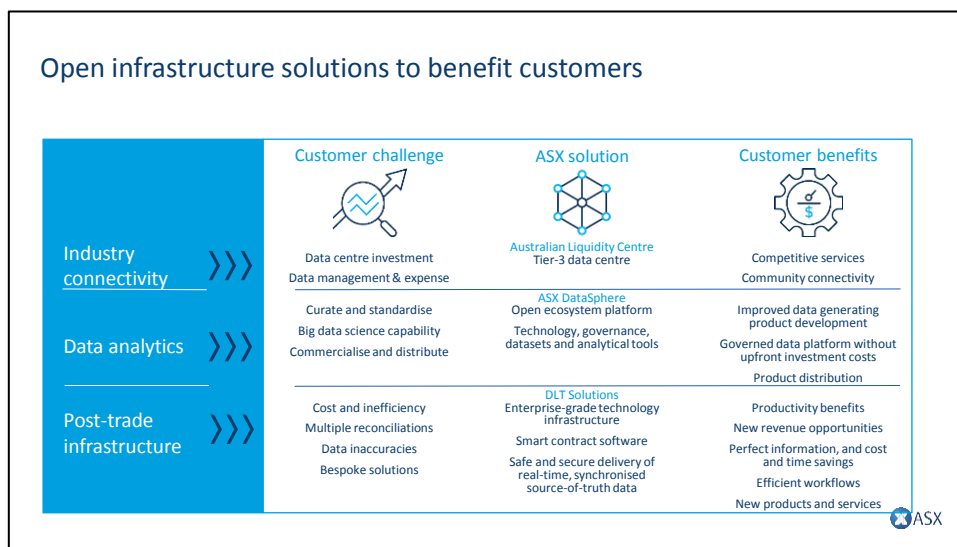 Open infrastructure solutions to benefit customers
Customer challenge
ASX solution
Customer benefits
$
Industry
connectivity
Data centre investment
Data management & expense
Australian Liquidity Centre
Tier-3 data centre
Competitive services
Community connectivity
Data analytics
Curate and standardise
Big data science capability
Commercialise and distribute
ASX DataSphere
Open ecosystem platform
Technology, governance,
datasets and analytical tools
Improved data generating
product development
Governed data platform without
upfront investment costs
Product distribution
Post-trade
infrastructure
Cost and inefficiency
Multiple reconciliations
Data inaccuracies
Bespoke solutions
DLT Solutions
Enterprise-grade technology
infrastructure
Smart contract software
Safe and secure delivery of
real-time, synchronised
source-of-truth data
Productivity benefits
New revenue opportunities
Perfect information, and cost
and time savings
Efficient workflows
New products and services
ASX